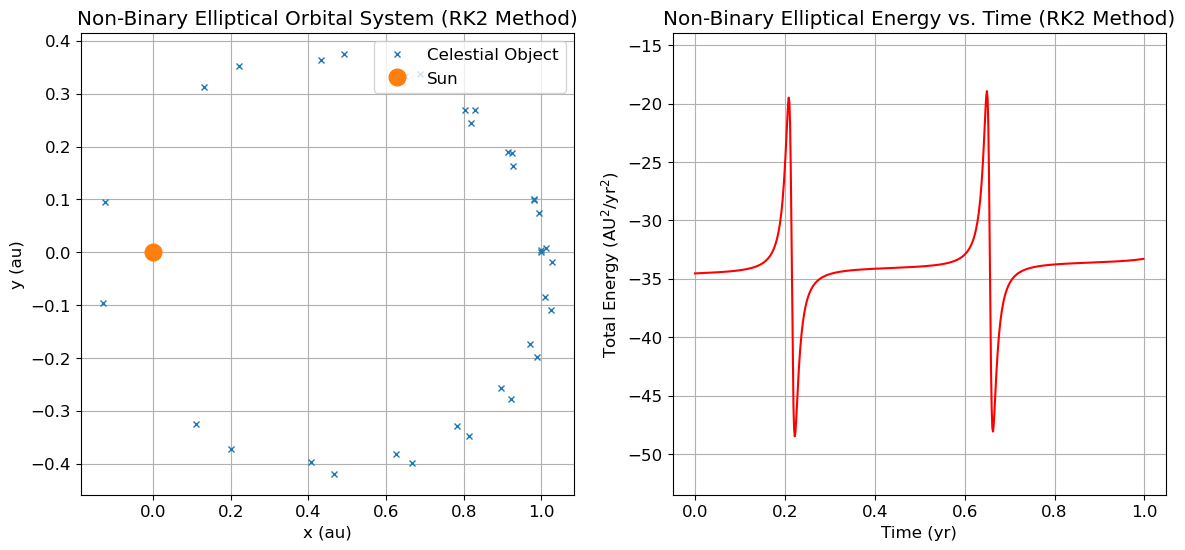 Non-Binary Elliptical Orbital System (RK2 Method)
Celestial Object
Sun
0.4
0.3
0.2
0.1
0.0
−0.1
−0.2
−0.3
−0.4
y (au)
0.0 0.2 0.4 0.6 0.8 1.0
x (au)
Non-Binary Elliptical Energy vs. Time (RK2 Method)
−15
−20
−25
−30
−35
−40
−45
−50
Total Energy (AU²/yr²)
0.0 0.2 0.4 0.6 0.8 1.0
Time (yr)